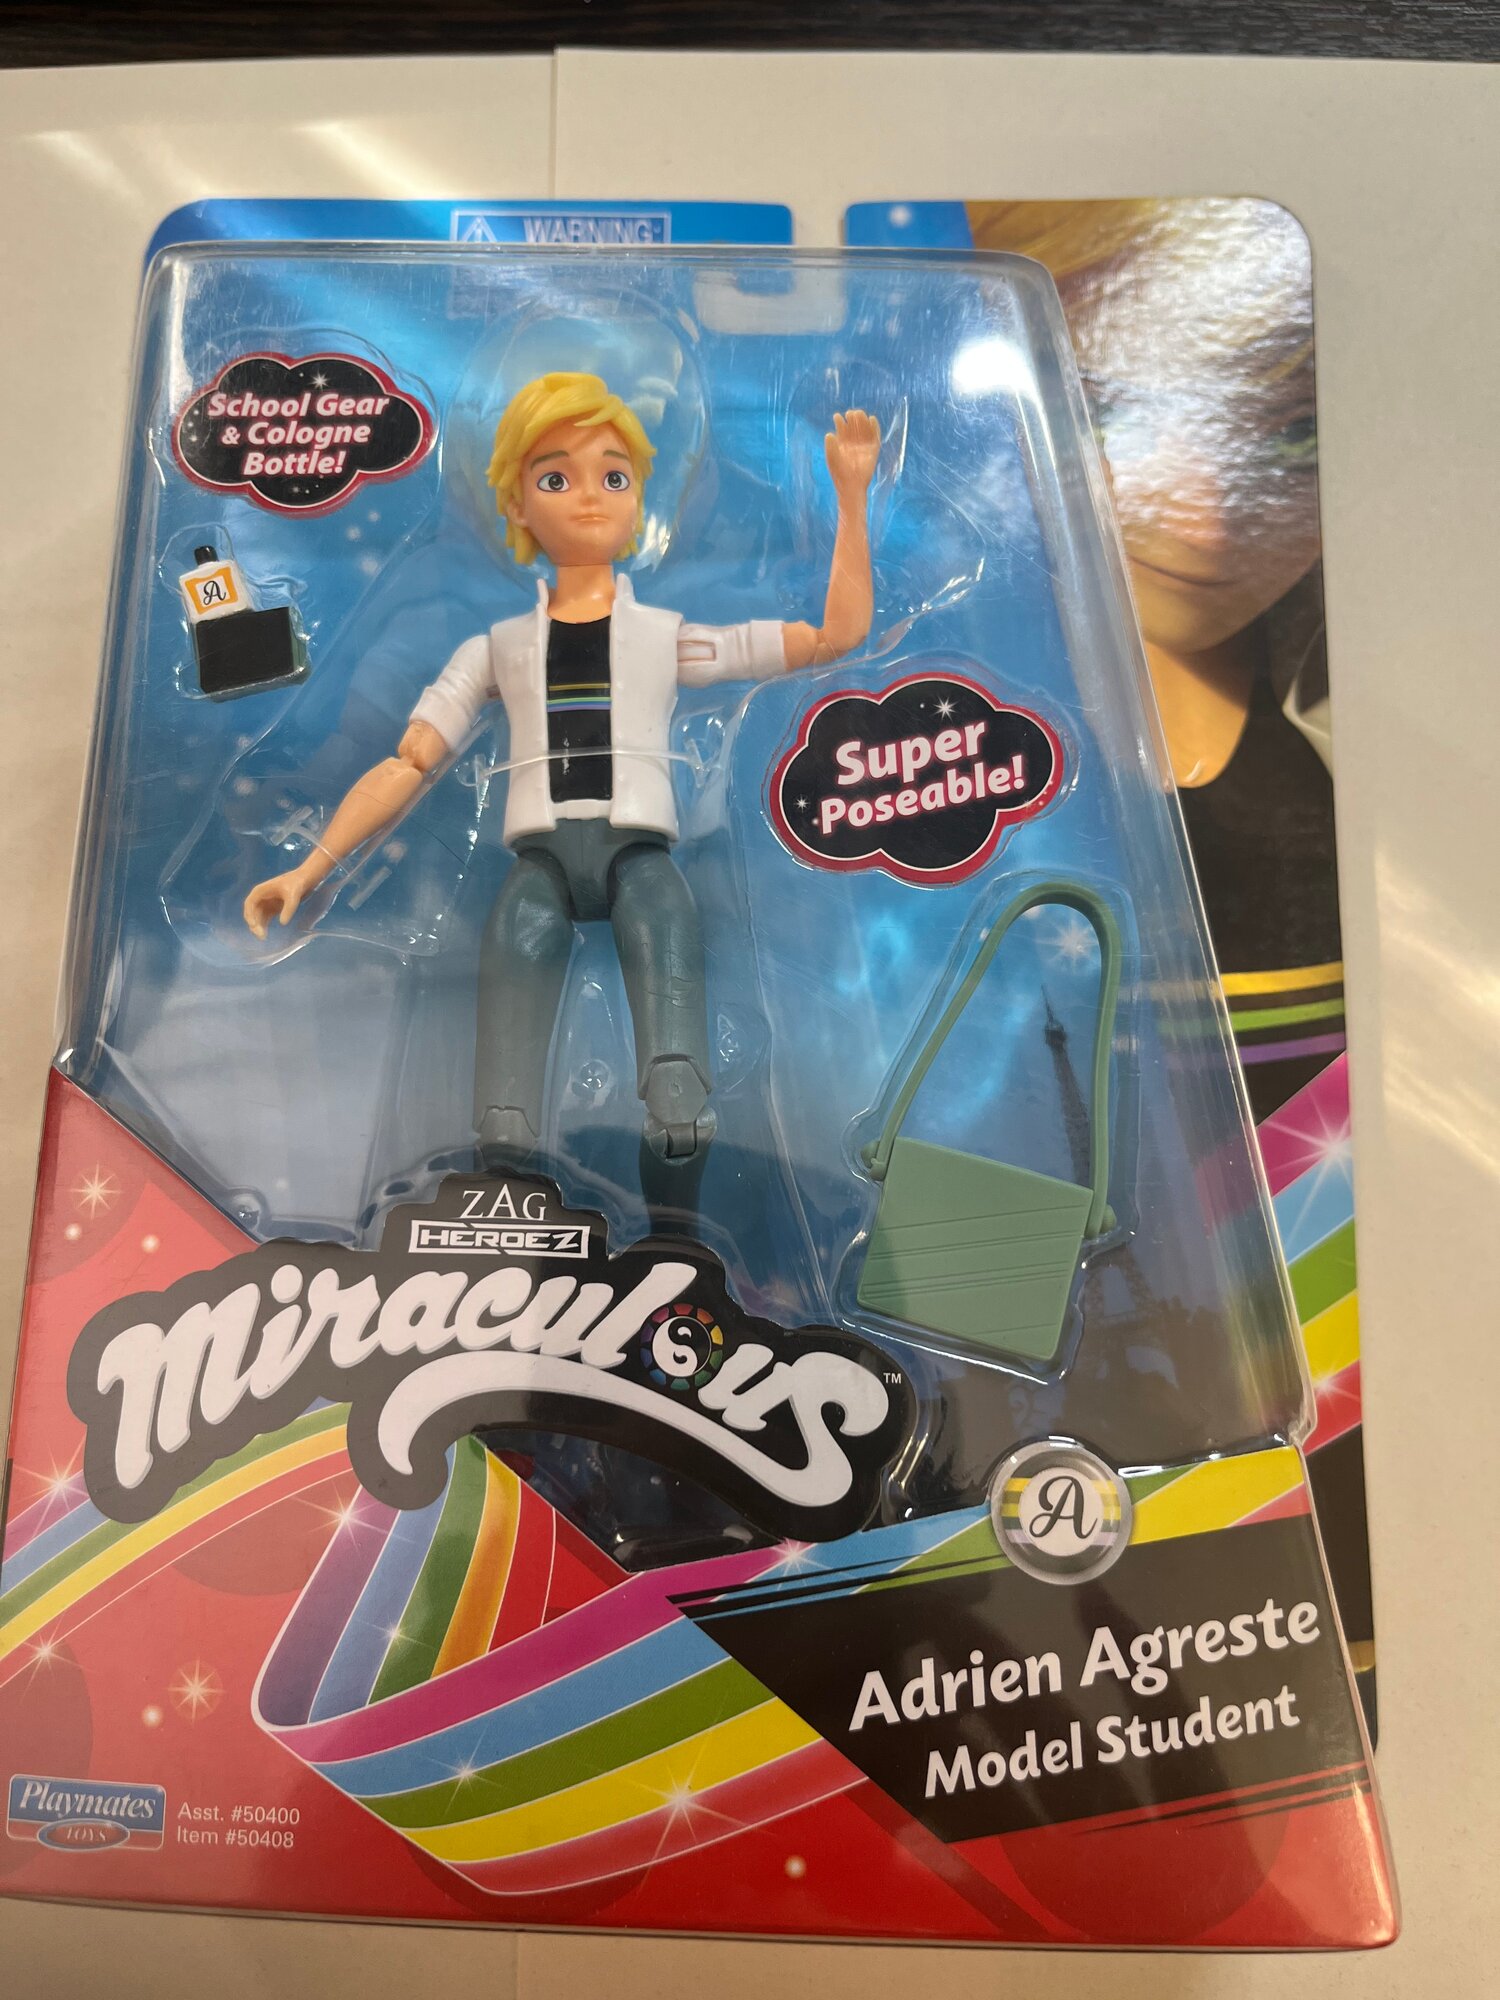 WARNING:
School Gear
& Cologne
Bottle!
A
Super
Poseable!
ZAG
HEROEZ
Miraculous™
A
Adrien Agreste
Model Student
Playmates
TOYS
Asst. #50400
Item #50408